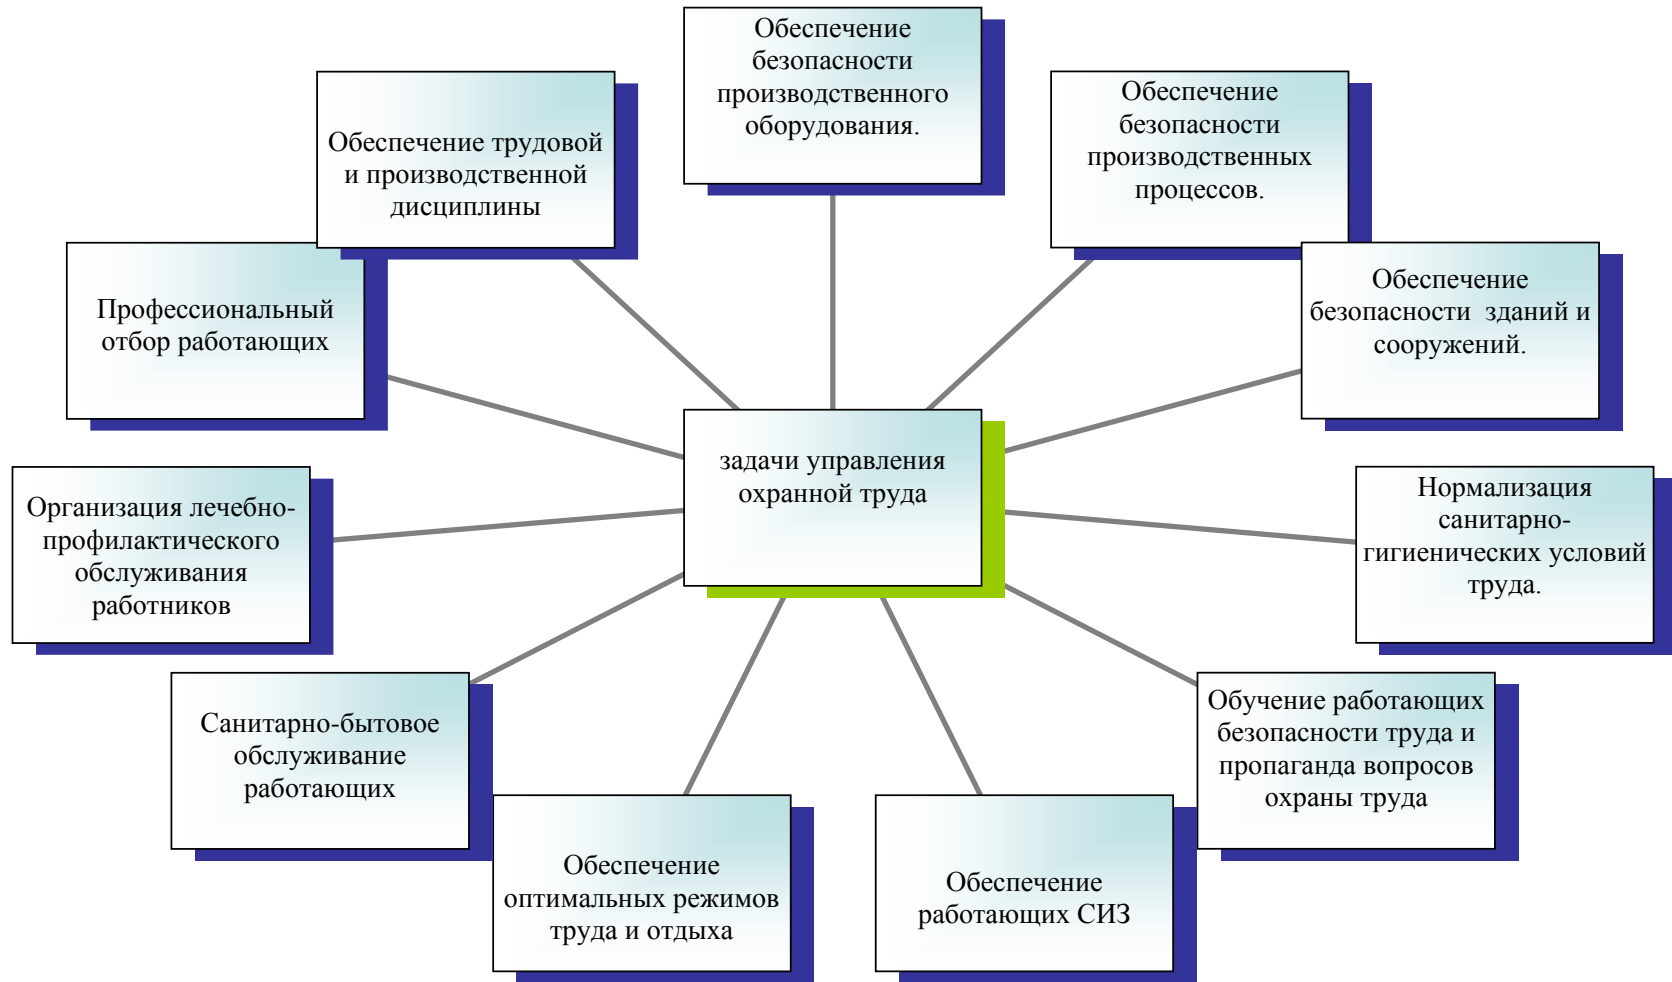 Обеспечение
безопасности
производственного
оборудования.
Обеспечение
безопасности
производственных
процессов.
Обеспечение
безопасности зданий и
сооружений.
Нормализация
санитарно-
гигиенических условий
труда.
Обучение работающих
безопасности труда и
пропаганда вопросов
охраны труда
Обеспечение
работающих СИЗ
Обеспечение
оптимальных режимов
труда и отдыха
Санитарно-бытовое
обслуживание
работающих
Организация лечебно-
профилактического
обслуживания
работников
Профессиональный
отбор работающих
Обеспечение трудовой
и производственной
дисциплины
задачи управления
охранной труда